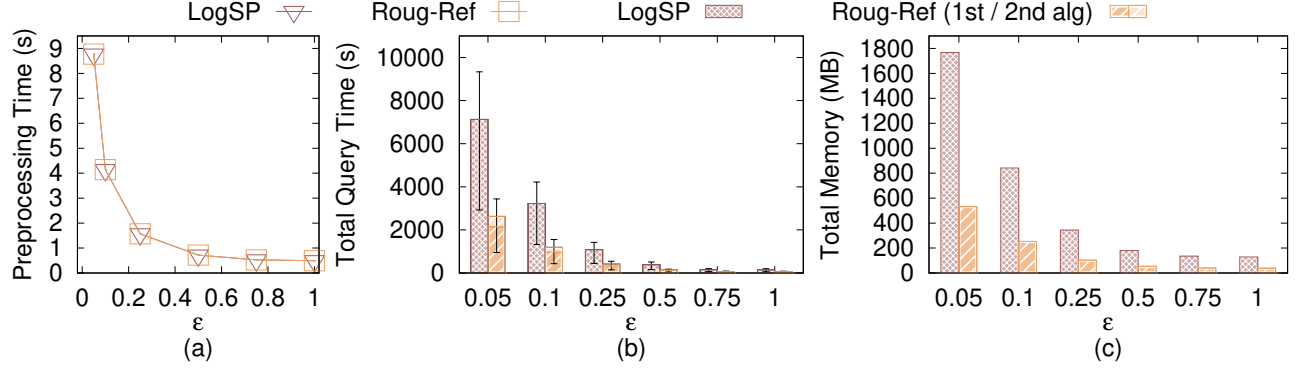 LogSP Roug-Ref LogSP Roug-Ref (1st / 2nd alg)
Preprocessing Time (s)
9
8
7
6
5
4
3
2
1
0
0 0.2 0.4 0.6 0.8 1
ε
(a)
Total Query Time (s)
10000
8000
6000
4000
2000
0
0.05 0.1 0.25 0.5 0.75 1
ε
(b)
Total Memory (MB)
1800
1600
1400
1200
1000
800
600
400
200
0
0.05 0.1 0.25 0.5 0.75 1
ε
(c)